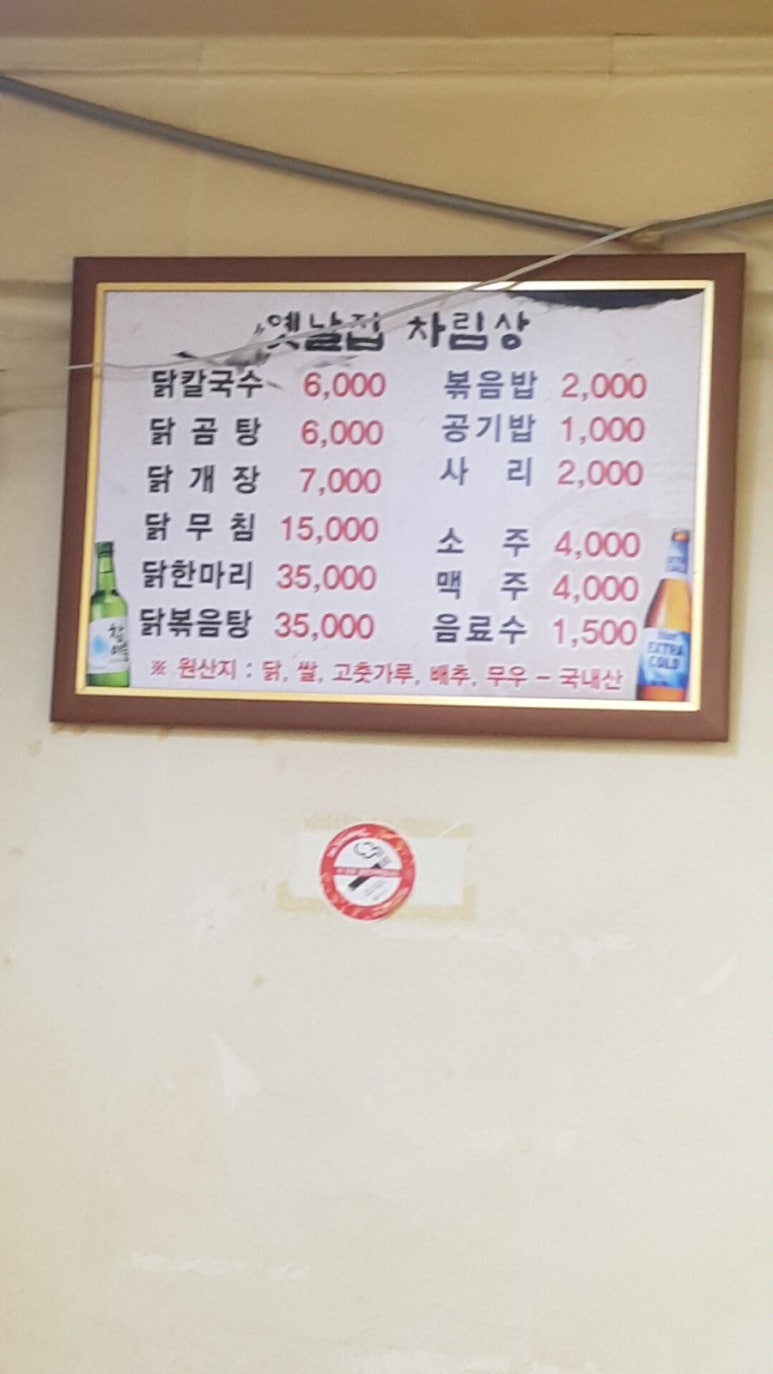 옛날집 차림상
닭칼국수 6,000
닭 곰 탕 6,000
닭 개 장 7,000
닭 무 침 15,000
닭한마리 35,000
닭볶음탕 35,000
볶음밥 2,000
공기밥 1,000
사 리 2,000
소 주 4,000
맥 주 4,000
음료수 1,500
※ 원산지 : 닭, 쌀, 고춧가루, 배추, 무우 - 국내산
EXTRA
COLD